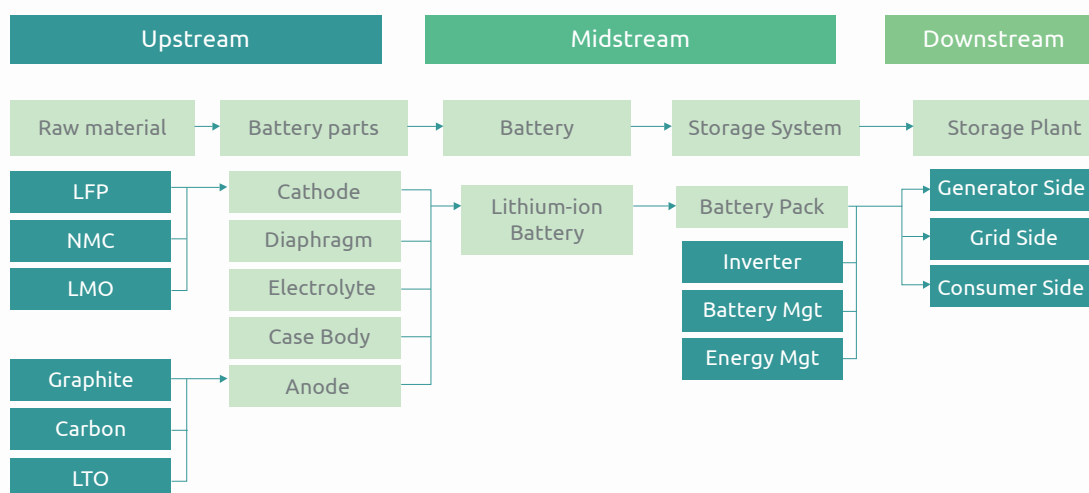 Upstream
Midstream
Downstream
Raw material
Battery parts
Battery
Storage System
Storage Plant
LFP
NMC
LMO
Graphite
Carbon
LTO
Cathode
Diaphragm
Electrolyte
Case Body
Anode
Lithium-ion
Battery
Battery Pack
Inverter
Battery Mgt
Energy Mgt
Generator Side
Grid Side
Consumer Side